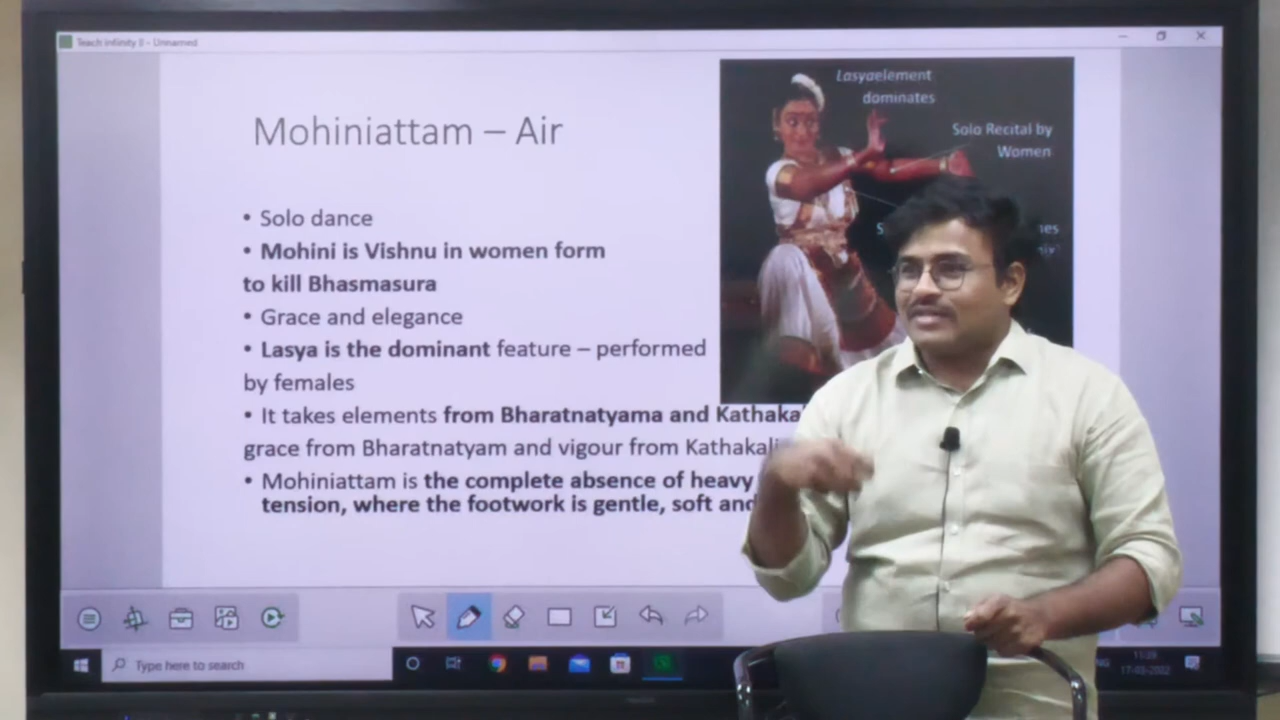 Teach infinity II - Unnamed
Lasyaelement
dominates
Solo Recital by
Women
Mohiniattam – Air
• Solo dance
• Mohini is Vishnu in women form
to kill Bhasmasura
• Grace and elegance
• Lasya is the dominant feature – performed
by females
• It takes elements from Bharatnatyama and
grace from Bharatnatyam and vigour from Kathakali
• Mohiniattam is the complete absence of heavy
tension, where the footwork is gentle, soft and
Type here to search
11:09